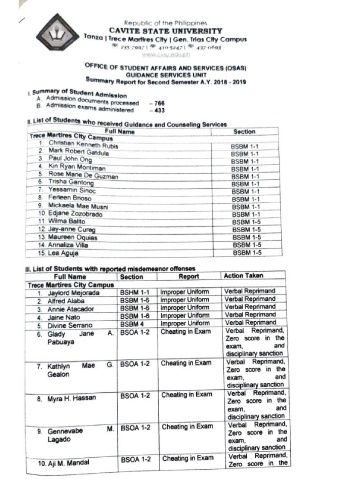 Republic of the Philippines
CAVITE STATE UNIVERSITY
Tanza | Trece Martires City | Gen. Trias City Campus
www.cvsu.edu.ph
OFFICE OF STUDENT AFFAIRS AND SERVICES (OSAS)
GUIDANCE SERVICES UNIT
Summary Report for Second Semester A.Y. 2018 - 2019
I. Summary of Student Admission
A. Admission documents processed - 766
B. Admission exams administered - 433
II. List of Students who received Guidance and Counseling Services
Full Name Section
Trece Martires City Campus
1. Christian Kenneth Rubis BSBM 1-1
2. Mark Robert Gatdula BSBM 1-1
3. Paul John Ong BSBM 1-1
4. Kin Ryan Montiman BSBM 1-1
5. Rose Marie De Guzman BSBM 1-1
6. Trisha Gantong BSBM 1-1
7. Yessamin Sinoc BSBM 1-1
8. Ferleen Brioso BSBM 1-1
9. Mickaela Mae Musni BSBM 1-1
10. Edjane Zozobrado BSBM 1-1
11. Wilma Balito BSBM 1-5
12. Jay-anne Cureg BSBM 1-5
13. Maureen Oquias BSBM 1-5
14. Annaliza Villa BSBM 1-5
15. Lea Aguja BSBM 1-5
III. List of Students with reported misdemeanor offenses
Full Name Section Report Action Taken
Trece Martires City Campus
1. Jaylord Mejorada BSHM 1-1 Improper Uniform Verbal Reprimand
2. Alfred Alaba BSBM 1-6 Improper Uniform Verbal Reprimand
3. Annie Atacador BSBM 1-6 Improper Uniform Verbal Reprimand
4. Jaine Nato BSBM 1-6 Improper Uniform Verbal Reprimand
5. Divine Serrano BSBM 4 Improper Uniform Verbal Reprimand
6. Glady Jane A. BSOA 1-2 Cheating in Exam Verbal Reprimand,
Pabuaya Zero score in the
exam, and
disciplinary sanction
7. Kathlyn Mae G. BSOA 1-2 Cheating in Exam Verbal Reprimand,
Gealon Zero score in the
exam, and
disciplinary sanction
8. Myra H. Hassan BSOA 1-2 Cheating in Exam Verbal Reprimand,
Zero score in the
exam, and
disciplinary sanction
9. Gennevabe M. BSOA 1-2 Cheating in Exam Verbal Reprimand,
Lagado Zero score in the
exam, and
disciplinary sanction
10. Aji M. Mandal BSOA 1-2 Cheating in Exam Verbal Reprimand,
Zero score in the